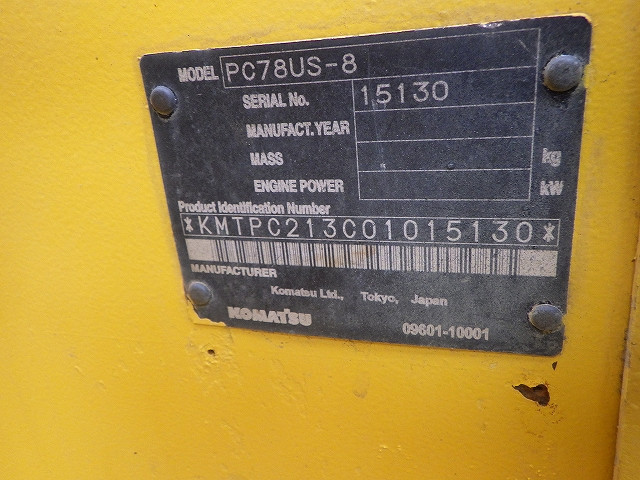 MODEL PC78US-8
SERIAL No. 15130
MANUFACT.YEAR
MASS kg
ENGINE POWER kW
Product Identification Number
*KMTPC213C01015130*
MANUFACTURER
Komatsu Ltd., Tokyo, Japan
KOMATSU 09601-10001